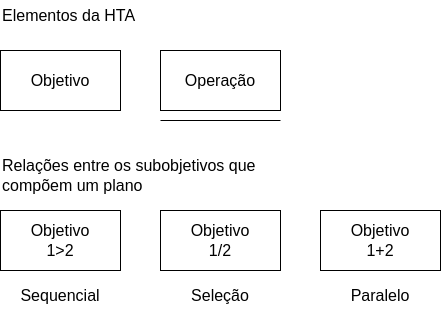 Elementos da HTA
Objetivo
Operação
Relações entre os subobjetivos que
compõem um plano
Objetivo
1>2
Objetivo
1/2
Objetivo
1+2
Sequencial
Seleção
Paralelo